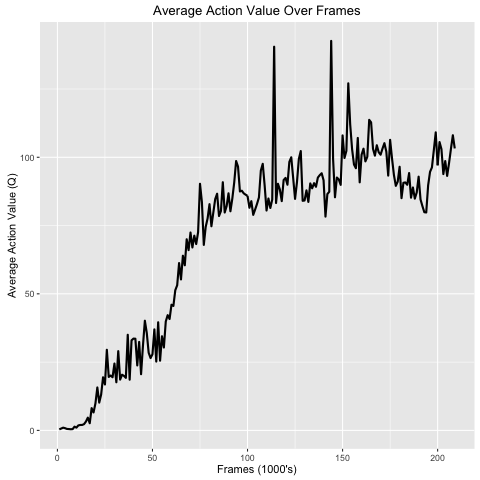 Average Action Value Over Frames
Average Action Value (Q)
100
50
0
0 50 100 150 200
Frames (1000's)